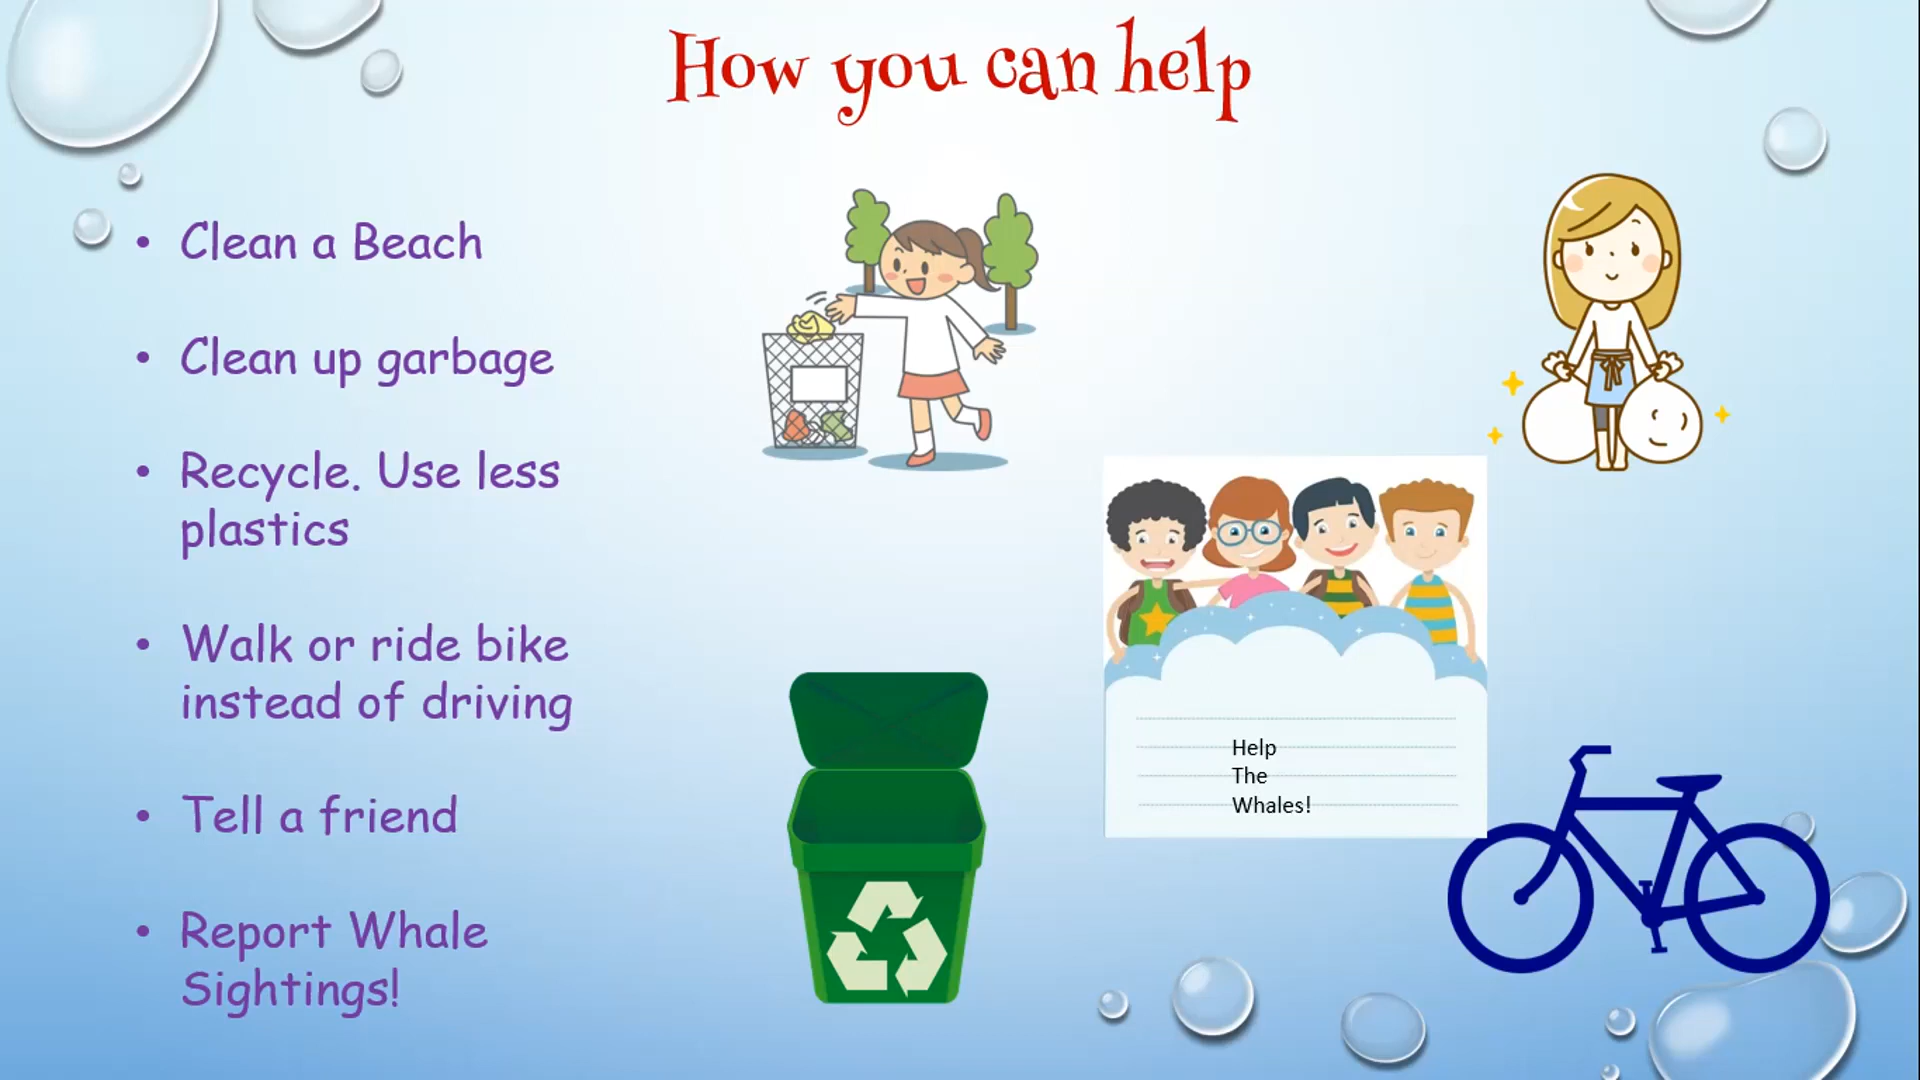 How you can help
• Clean a Beach
• Clean up garbage
• Recycle. Use less
plastics
• Walk or ride bike
instead of driving
• Tell a friend
• Report Whale
Sightings!
Help
The
Whales!